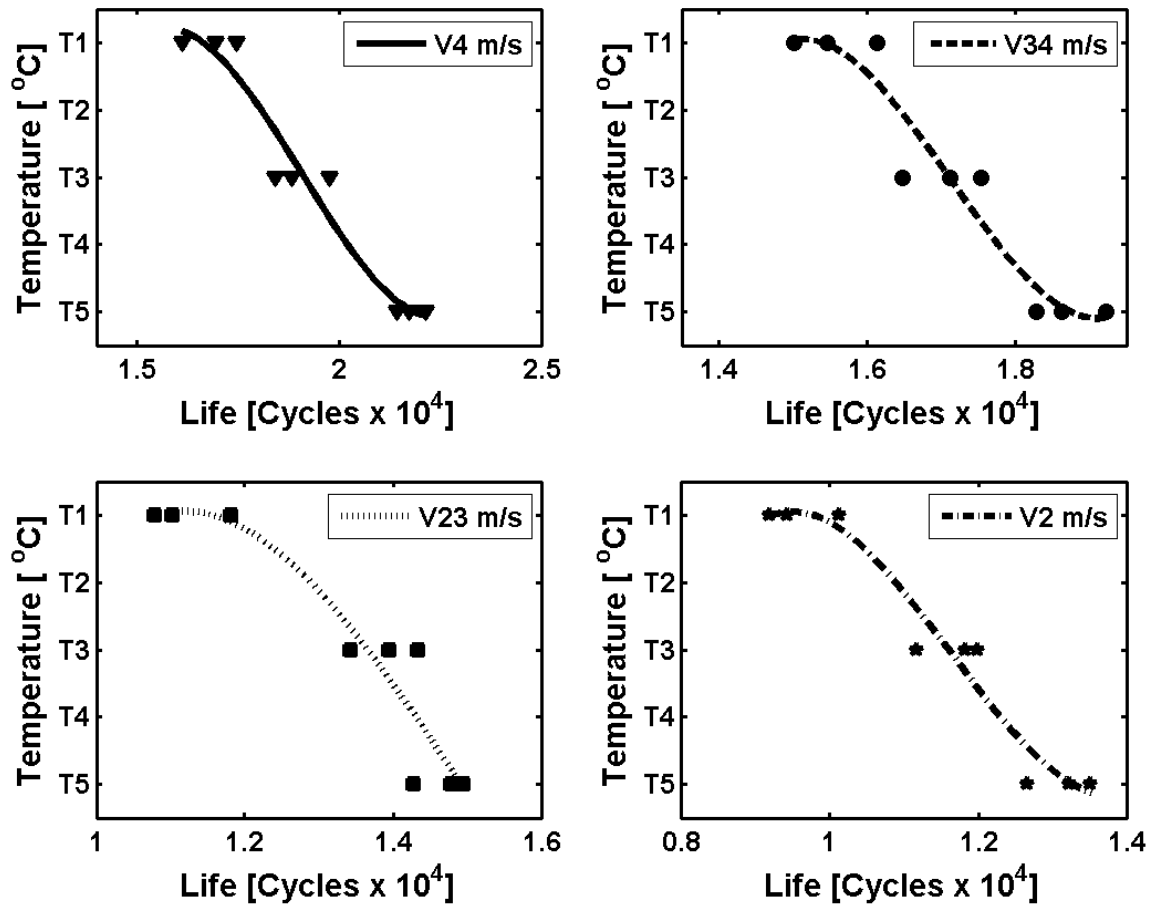 V4 m/s
T1
T2
T3
T4
T5
Temperature [ °C]
1.5 2 2.5
Life [Cycles x 10⁴]
V34 m/s
T1
T2
T3
T4
T5
Temperature [ °C]
1.4 1.6 1.8
Life [Cycles x 10⁴]
V23 m/s
T1
T2
T3
T4
T5
Temperature [ °C]
1 1.2 1.4 1.6
Life [Cycles x 10⁴]
V2 m/s
T1
T2
T3
T4
T5
Temperature [ °C]
0.8 1 1.2 1.4
Life [Cycles x 10⁴]